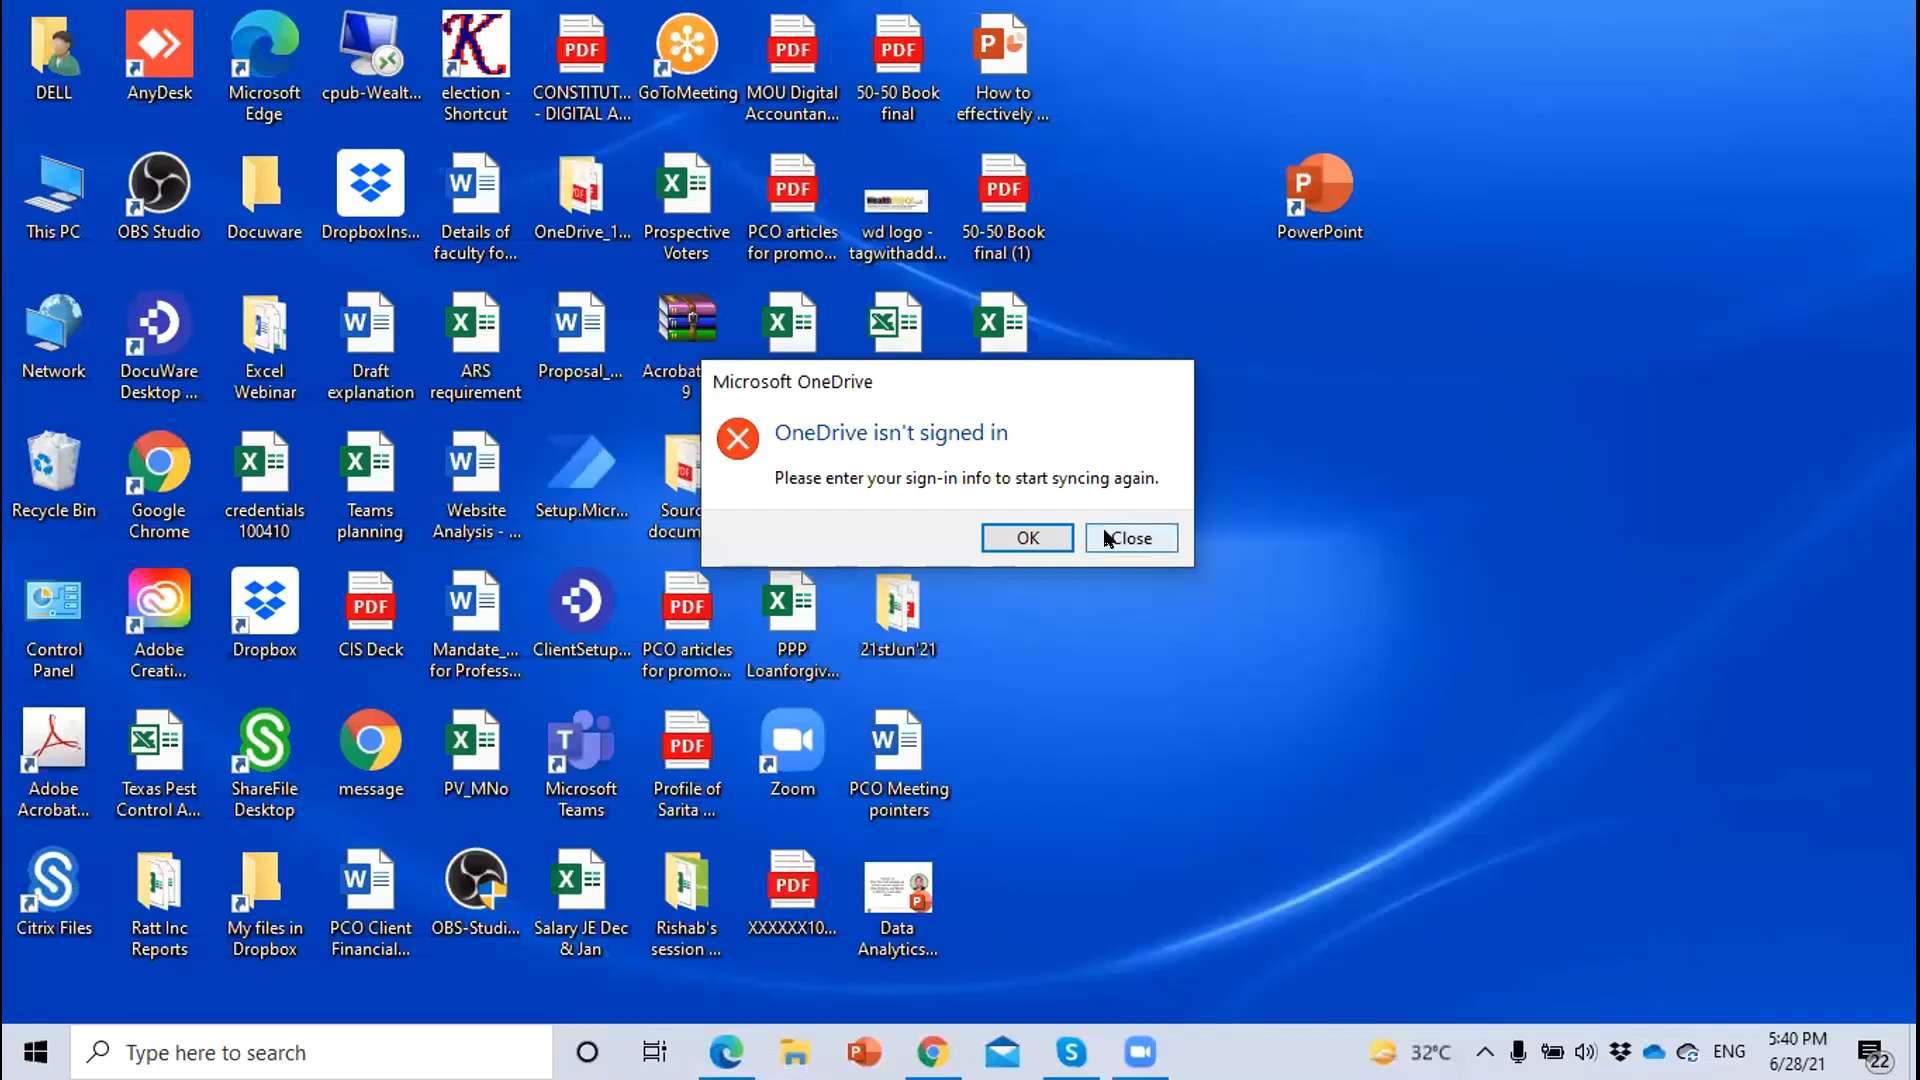 DELL
AnyDesk
Microsoft
Edge
cpub-Wealt...
election -
Shortcut
CONSTITUT...
- DIGITAL A...
GoToMeeting
MOU Digital
Accountan...
50-50 Book
final
How to
effectively ...
This PC
OBS Studio
Docuware
DropboxIns...
Details of
faculty fo...
OneDrive_1...
Prospective
Voters
PCO articles
for promo...
wd logo -
tagwithadd...
50-50 Book
final (1)
PowerPoint
Network
DocuWare
Desktop ...
Excel
Webinar
Draft
explanation
ARS
requirement
Proposal_...
Acrobat
9
Microsoft OneDrive
OneDrive isn't signed in
Please enter your sign-in info to start syncing again.
OK
Close
Recycle Bin
Google
Chrome
credentials
100410
Teams
planning
Website
Analysis - ...
Setup.Micr...
Sourc
docum
Control
Panel
Adobe
Creati...
Dropbox
CIS Deck
Mandate_...
for Profess...
ClientSetup...
PCO articles
for promo...
PPP
Loanforgiv...
21stJun'21
Adobe
Acrobat...
Texas Pest
Control A...
ShareFile
Desktop
message
PV_MNo
Microsoft
Teams
Profile of
Sarita ...
Zoom
PCO Meeting
pointers
Citrix Files
Ratt Inc
Reports
My files in
Dropbox
PCO Client
Financial...
OBS-Studi...
Salary JE Dec
& Jan
Rishab's
session ...
XXXXXX10...
Data
Analytics...
Type here to search
32°C
ENG
5:40 PM
6/28/21
22